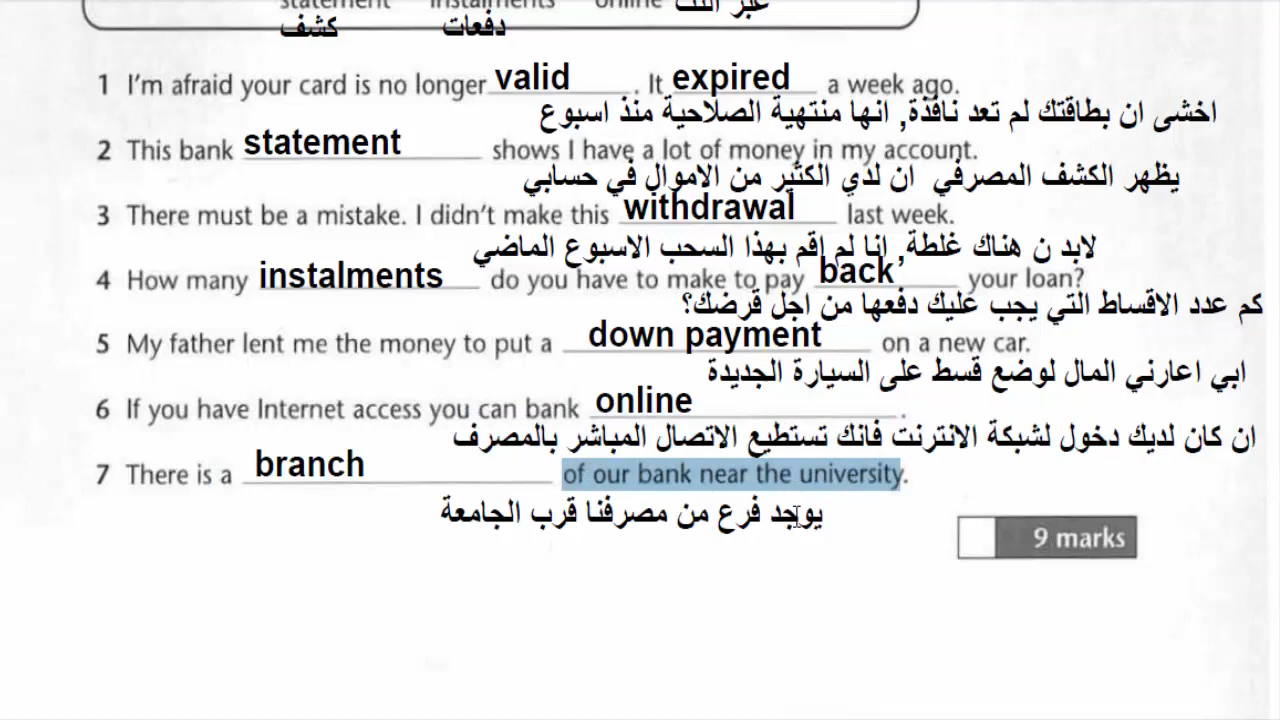 statement instalments online عبر النت
كشف دفعات
1 I'm afraid your card is no longer valid. It expired a week ago.
اخشى ان بطاقتك لم تعد نافذة, انها منتهية الصلاحية منذ اسبوع
2 This bank statement shows I have a lot of money in my account.
يظهر الكشف المصرفي ان لدي الكثير من الاموال في حسابي
3 There must be a mistake. I didn't make this withdrawal last week.
لابد ن هناك غلطة, انا لم اقم بهذا السحب الاسبوع الماضي
4 How many instalments do you have to make to pay back your loan?
كم عدد الاقساط التي يجب عليك دفعها من اجل قرضك؟
5 My father lent me the money to put a down payment on a new car.
ابي اعارني المال لوضع قسط على السيارة الجديدة
6 If you have Internet access you can bank online.
ان كان لديك دخول لشبكة الانترنت فانك تستطيع الاتصال المباشر بالمصرف
7 There is a branch of our bank near the university.
يوجد فرع من مصرفنا قرب الجامعة
9 marks